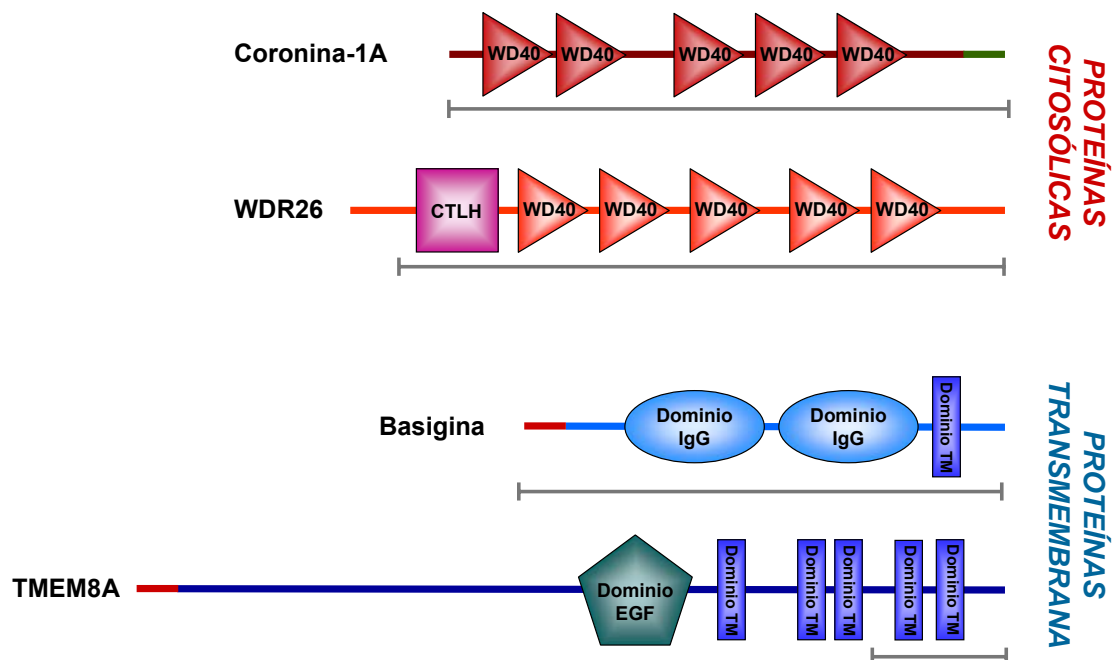 Coronina-1A
WD40
WD40
WD40
WD40
WD40
WDR26
CTLH
WD40
WD40
WD40
WD40
WD40
PROTEÍNAS
CITOSÓLICAS
Basigina
Dominio
IgG
Dominio
IgG
Dominio TM
TMEM8A
Dominio
EGF
Dominio TM
Dominio TM
Dominio TM
Dominio TM
Dominio TM
PROTEÍNAS
TRANSMEMBRANA